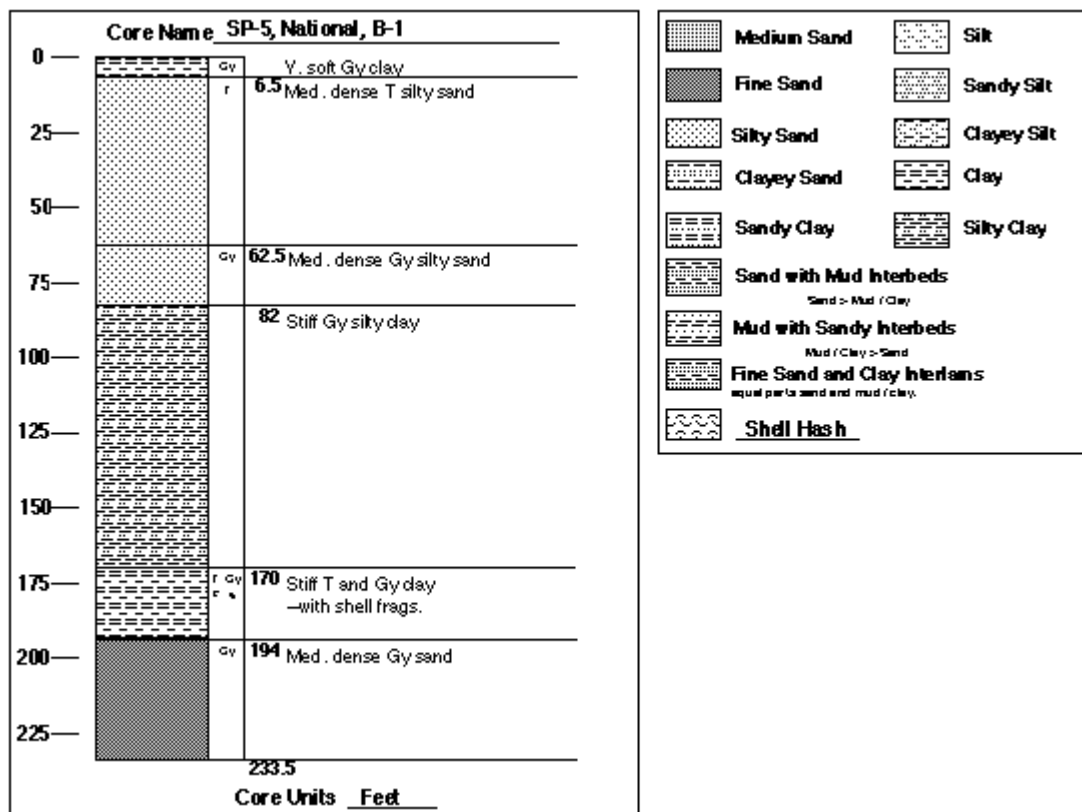 Core Name SP-5, National, B-1
0
Gy V. soft Gy clay
6.5 Med. dense T silty sand
r
25
50
Gy 62.5 Med. dense Gy silty sand
75
82 Stiff Gy silty clay
100
125
150
175
r Gy 170 Stiff T and Gy clay
--with shell frags.
200
Gy 194 Med. dense Gy sand
225
233.5
Core Units Feet
Medium Sand
Silt
Fine Sand
Sandy Silt
Silty Sand
Clayey Silt
Clayey Sand
Clay
Sandy Clay
Silty Clay
Sand with Mud Interbeds
Sand > Mud / Clay
Mud with Sandy Interbeds
Mud / Clay > Sand
Fine Sand and Clay Interlams
equal parts sand and mud / clay.
Shell Hash